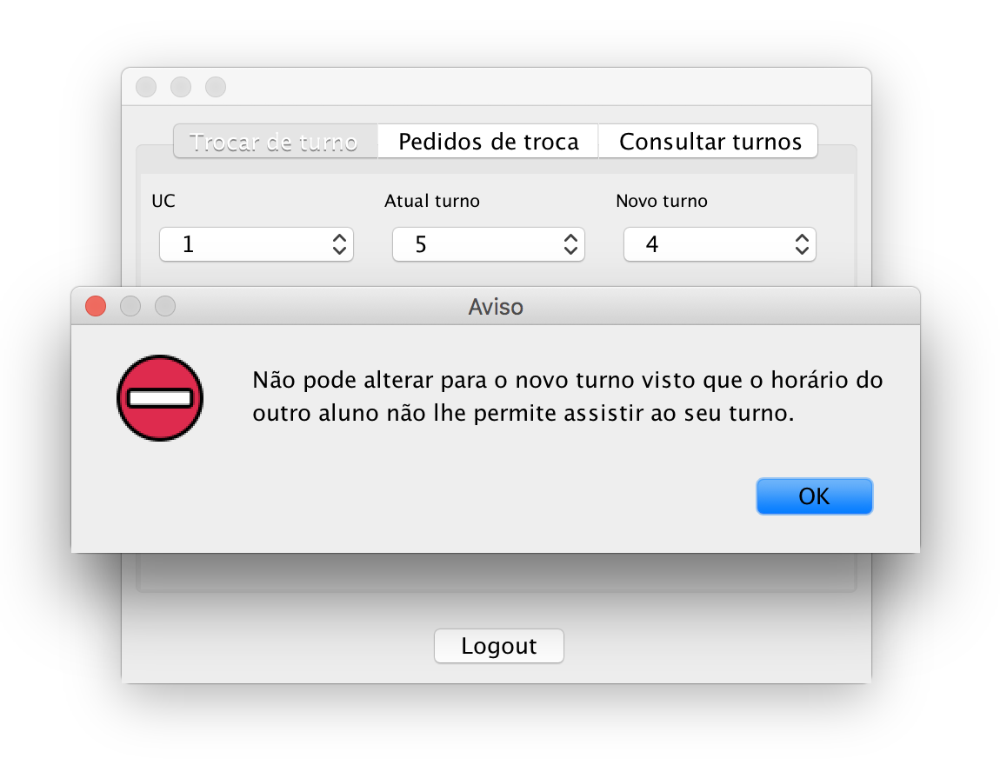 Trocar de turno
Pedidos de troca
Consultar turnos
UC
Atual turno
Novo turno
1
5
4
Aviso
Não pode alterar para o novo turno visto que o horário do
outro aluno não lhe permite assistir ao seu turno.
OK
Logout